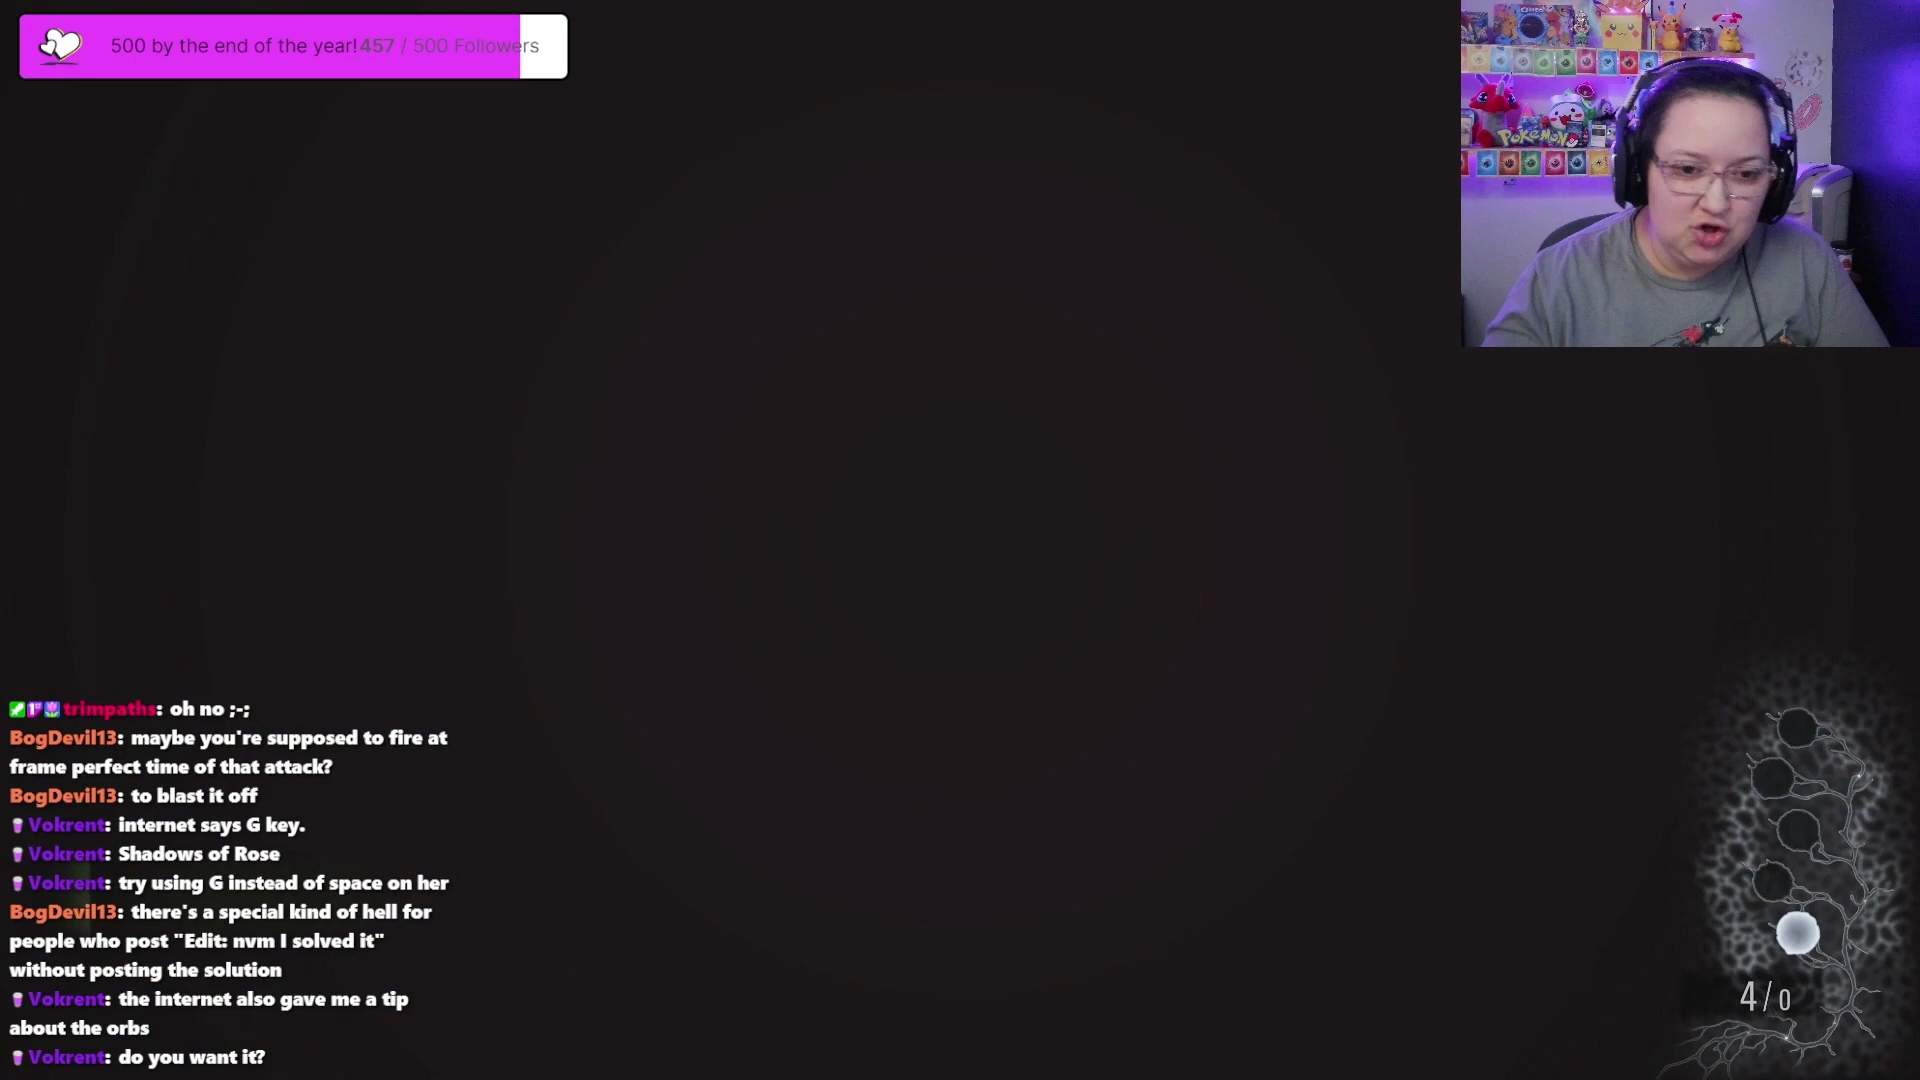 500 by the end of the year!457 / 500 Followers
POKéMON
trimpaths: oh no ;-;
BogDevil13: maybe you're supposed to fire at
frame perfect time of that attack?
BogDevil13: to blast it off
Vokrent: internet says G key.
Vokrent: Shadows of Rose
Vokrent: try using G instead of space on her
BogDevil13: there's a special kind of hell for
people who post "Edit: nvm I solved it"
without posting the solution
Vokrent: the internet also gave me a tip
about the orbs
Vokrent: do you want it?
4/0